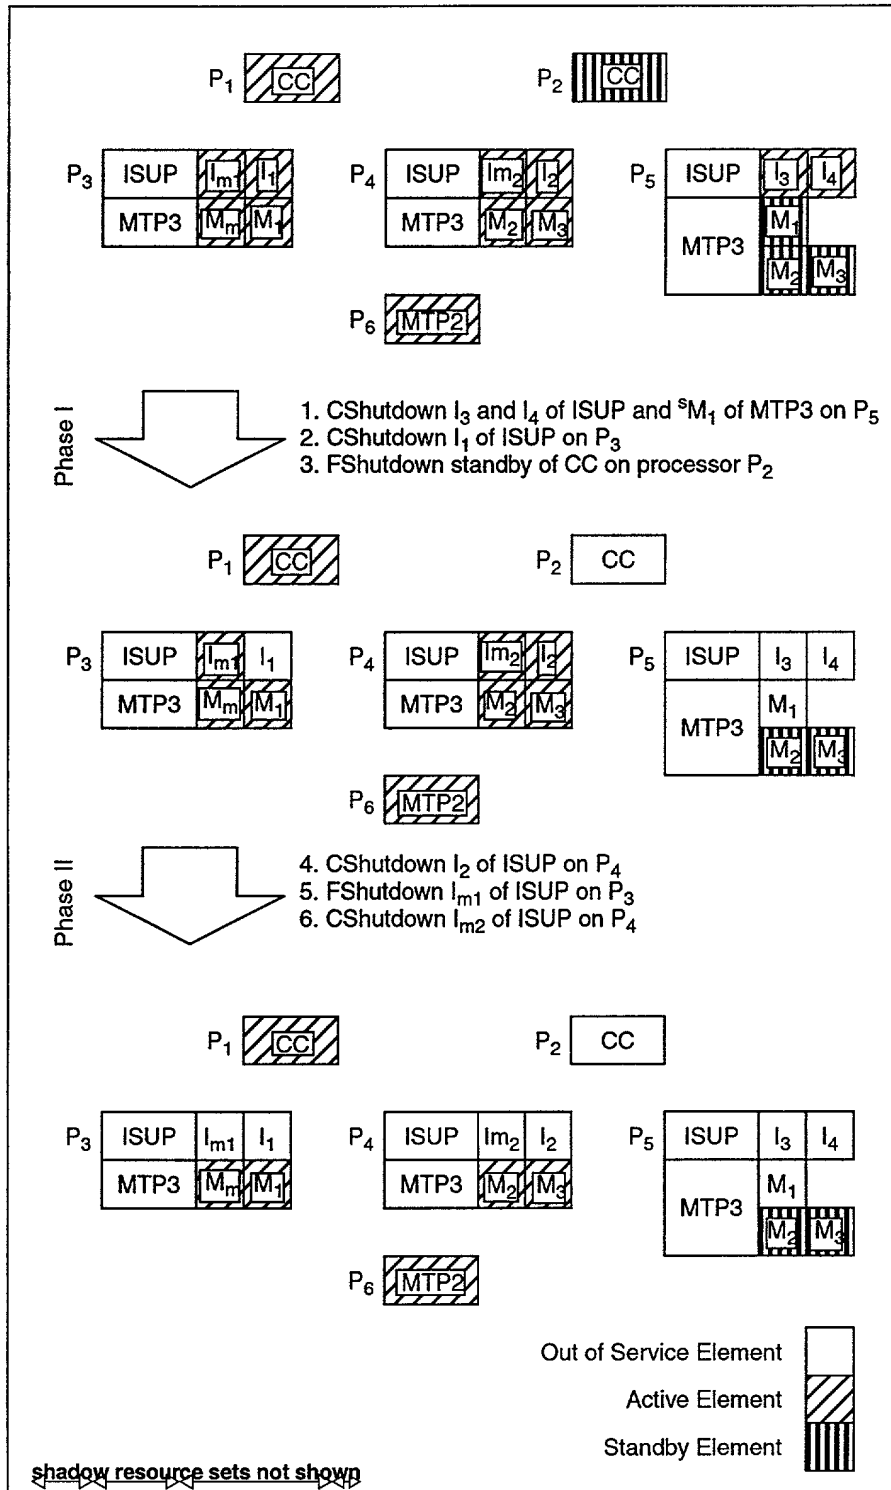 P1 CC P2 CC
P3 ISUP Im1 I1 P4 ISUP Im2 I2 P5 ISUP I3 I4
MTP3 Mm M1 MTP3 M2 M3 MTP3 M1
M2 M3
P6 MTP2
Phase I
1. CShutdown I3 and I4 of ISUP and sM1 of MTP3 on P5
2. CShutdown I1 of ISUP on P3
3. FShutdown standby of CC on processor P2
P1 CC P2 CC
P3 ISUP Im1 I1 P4 ISUP Im2 I2 P5 ISUP I3 I4
MTP3 Mm M1 MTP3 M2 M3 MTP3 M1
M2 M3
P6 MTP2
Phase II
4. CShutdown I2 of ISUP on P4
5. FShutdown Im1 of ISUP on P3
6. CShutdown Im2 of ISUP on P4
P1 CC P2 CC
P3 ISUP Im1 I1 P4 ISUP Im2 I2 P5 ISUP I3 I4
MTP3 Mm M1 MTP3 M2 M3 MTP3 M1
M2 M3
P6 MTP2
Out of Service Element
Active Element
Standby Element
shadow resource sets not shown